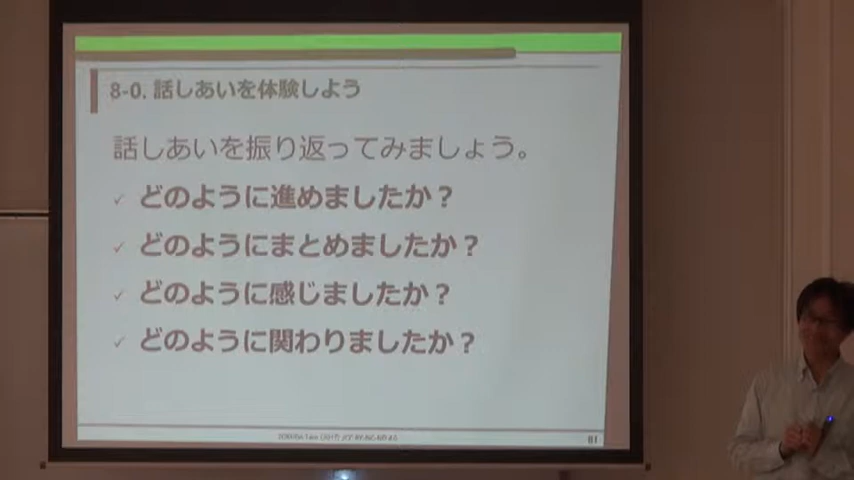 8-0. 話しあいを体験しよう
話しあいを振り返ってみましょう。
✓ どのように進めましたか？
✓ どのようにまとめましたか？
✓ どのように感じましたか？
✓ どのように関わりましたか？
81